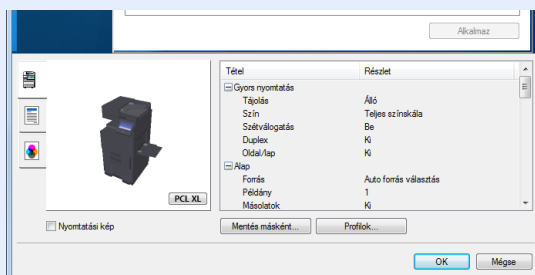 Alkalmaz
Tétel Részlet
Gyors nyomtatás
Tájolás Álló
Szín Teljes színskála
Szétválogatás Be
Duplex Ki
Oldal/lap Ki
Alap
Forrás Auto forrás választás
Példány 1
Másolatok Ki
PCL XL
Nyomtatási kép Mentés másként... Profilok...
OK Mégse